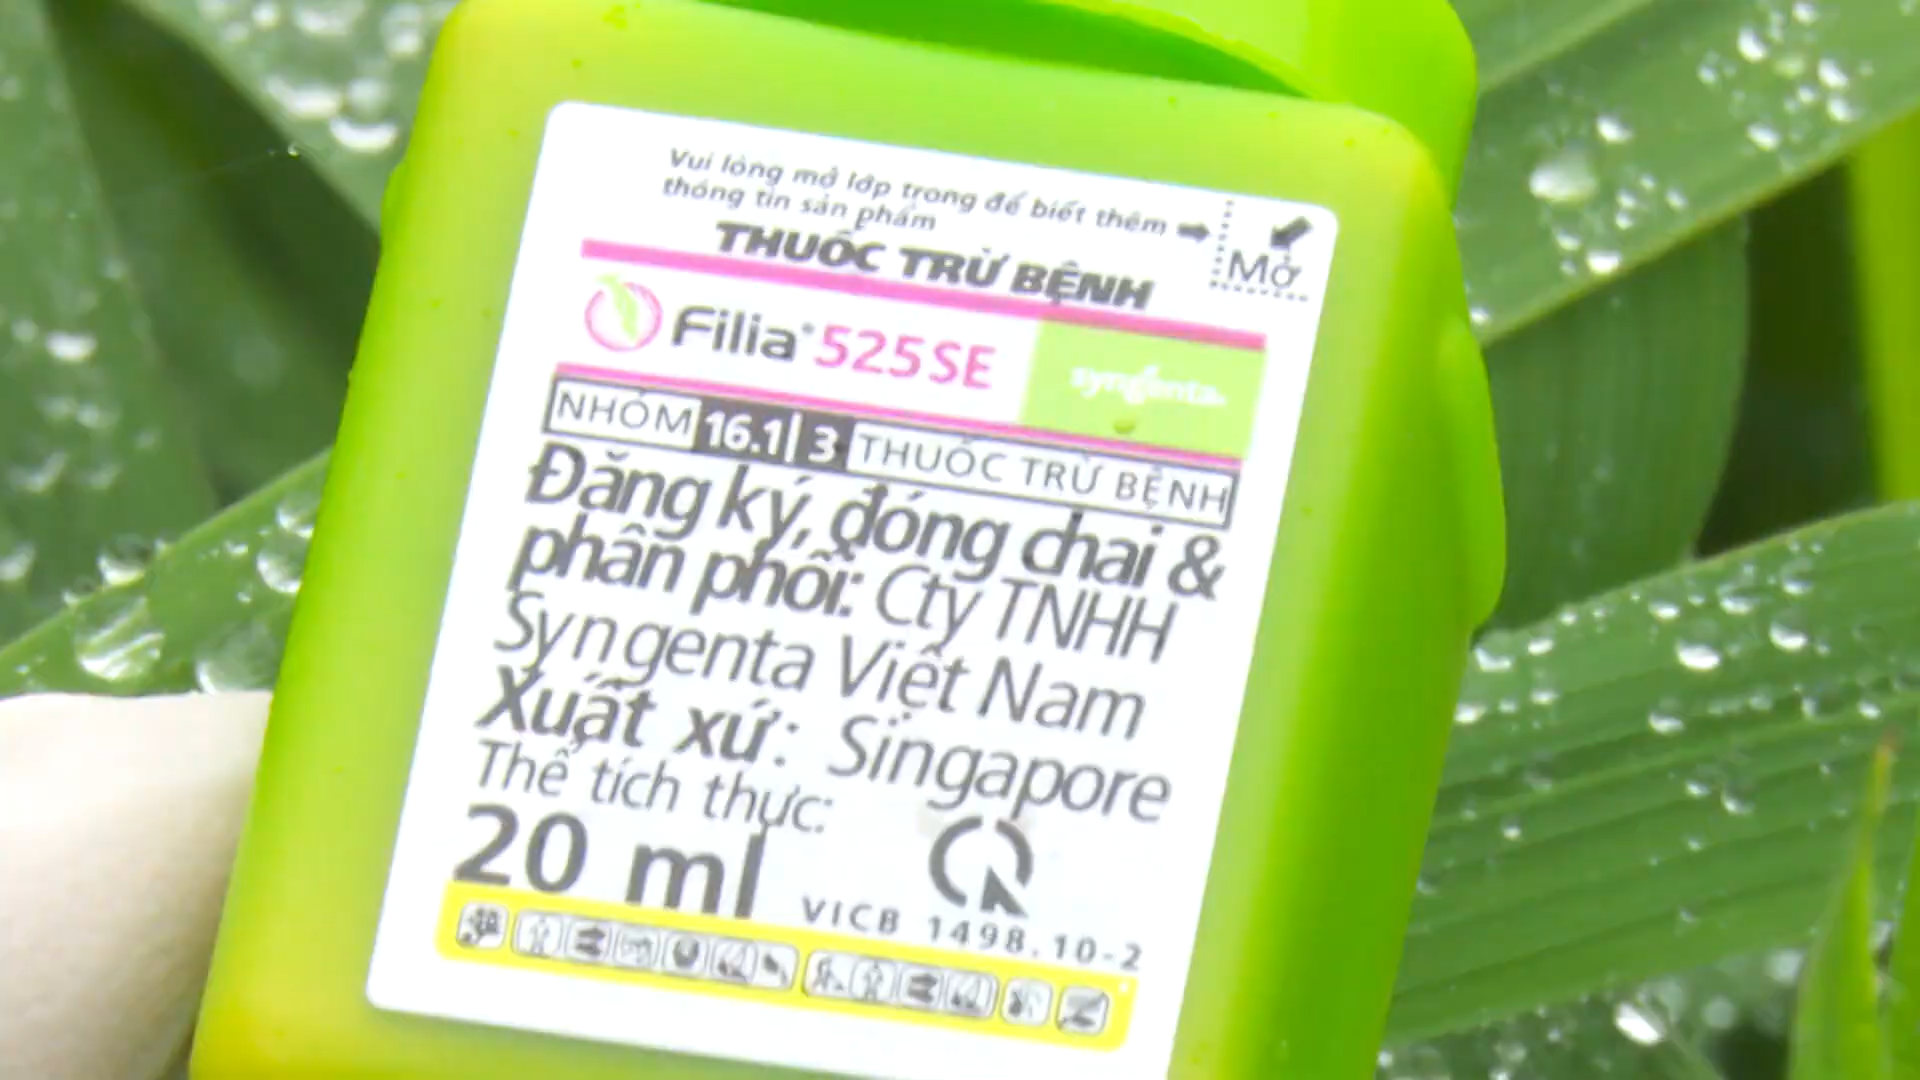 Vui lòng mở lớp trong để biết thêm
thông tin sản phẩm
Mở
THUỐC TRỪ BỆNH
Filia® 525SE
syngenta
NHÓM 16.1 | 3 THUỐC TRỪ BỆNH
Đăng ký, đóng chai &
phân phối: Cty TNHH
Syngenta Việt Nam
Xuất xứ: Singapore
Thể tích thực:
20 ml
VICB 1498.10-2